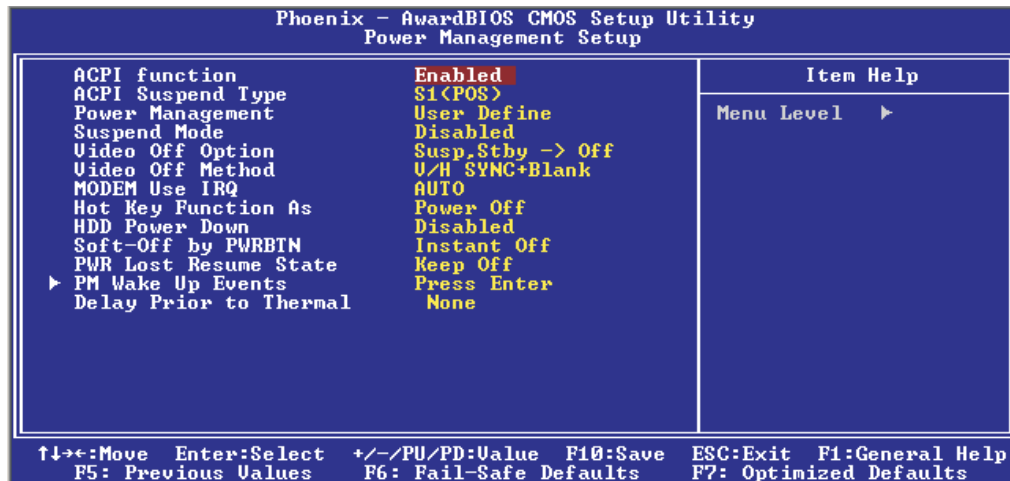 Phoenix - AwardBIOS CMOS Setup Utility
Power Management Setup
ACPI function Enabled
ACPI Suspend Type S1(POS)
Power Management User Define
Suspend Mode Disabled
Video Off Option Susp,Stby -> Off
Video Off Method V/H SYNC+Blank
MODEM Use IRQ AUTO
Hot Key Function As Power Off
HDD Power Down Disabled
Soft-Off by PWRBTN Instant Off
PWR Lost Resume State Keep Off
▶ PM Wake Up Events Press Enter
Delay Prior to Thermal None
Item Help
Menu Level ▶
↑↓→←:Move Enter:Select +/-/PU/PD:Value F10:Save ESC:Exit F1:General Help
F5: Previous Values F6: Fail-Safe Defaults F7: Optimized Defaults